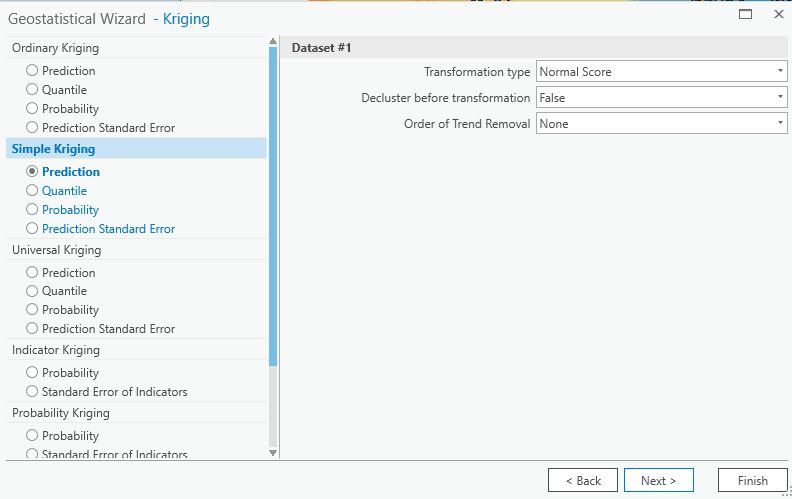 Geostatistical Wizard - Kriging
Ordinary Kriging
Prediction
Quantile
Probability
Prediction Standard Error
Simple Kriging
Prediction
Quantile
Probability
Prediction Standard Error
Universal Kriging
Prediction
Quantile
Probability
Prediction Standard Error
Indicator Kriging
Probability
Standard Error of Indicators
Probability Kriging
Probability
Standard Error of Indicators
Dataset #1
Transformation type Normal Score
Decluster before transformation False
Order of Trend Removal None
< Back Next > Finish